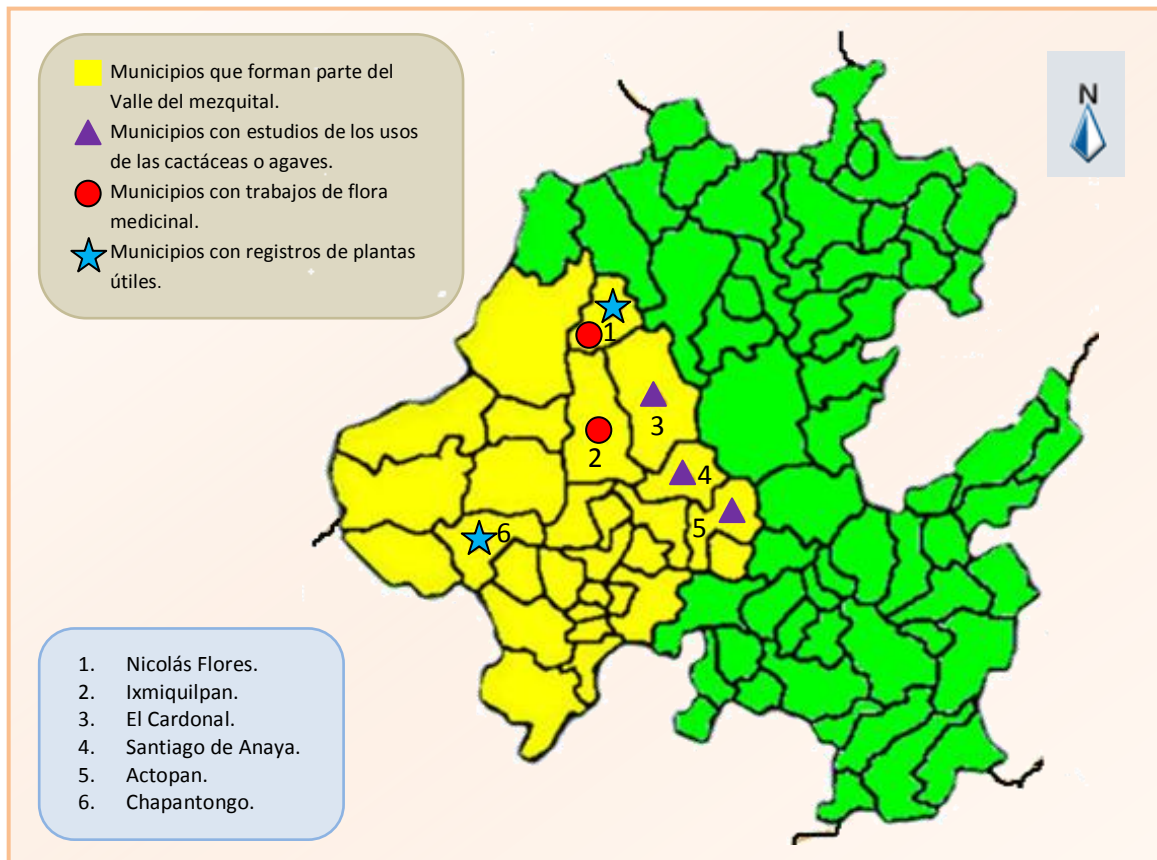 Municipios que forman parte del
Valle del mezquital.
Municipios con estudios de los usos
de las cactáceas o agaves.
Municipios con trabajos de flora
medicinal.
Municipios con registros de plantas
útiles.
N
1
3
2
4
5
6
1. Nicolás Flores.
2 Ixmiquilpan.
3 El Cardonal.
4 Santiago de Anaya.
5 Actopan.
6 Chapantongo.